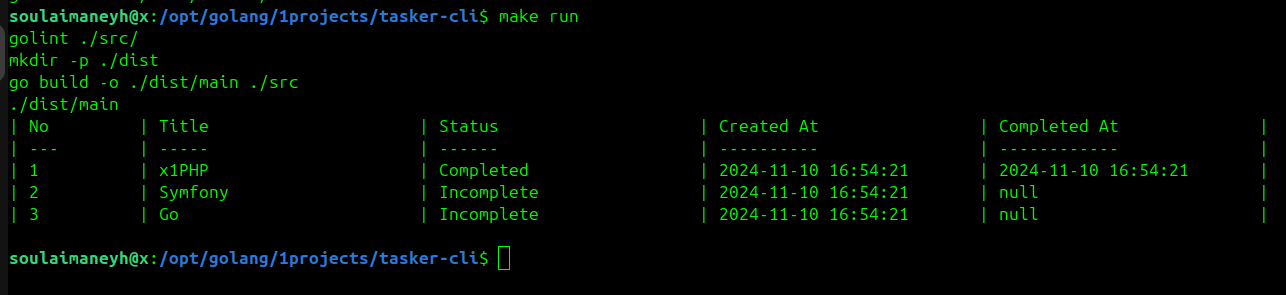 soulaimaneyh@x:/opt/golang/1projects/tasker-cli$ make run
golint ./src/
mkdir -p ./dist
go build -o ./dist/main ./src
./dist/main
| No | Title | Status | Created At | Completed At |
| --- | ----- | ------ | ---------- | ------------ |
| 1 | x1PHP | Completed | 2024-11-10 16:54:21 | 2024-11-10 16:54:21 |
| 2 | Symfony | Incomplete | 2024-11-10 16:54:21 | null |
| 3 | Go | Incomplete | 2024-11-10 16:54:21 | null |
soulaimaneyh@x:/opt/golang/1projects/tasker-cli$